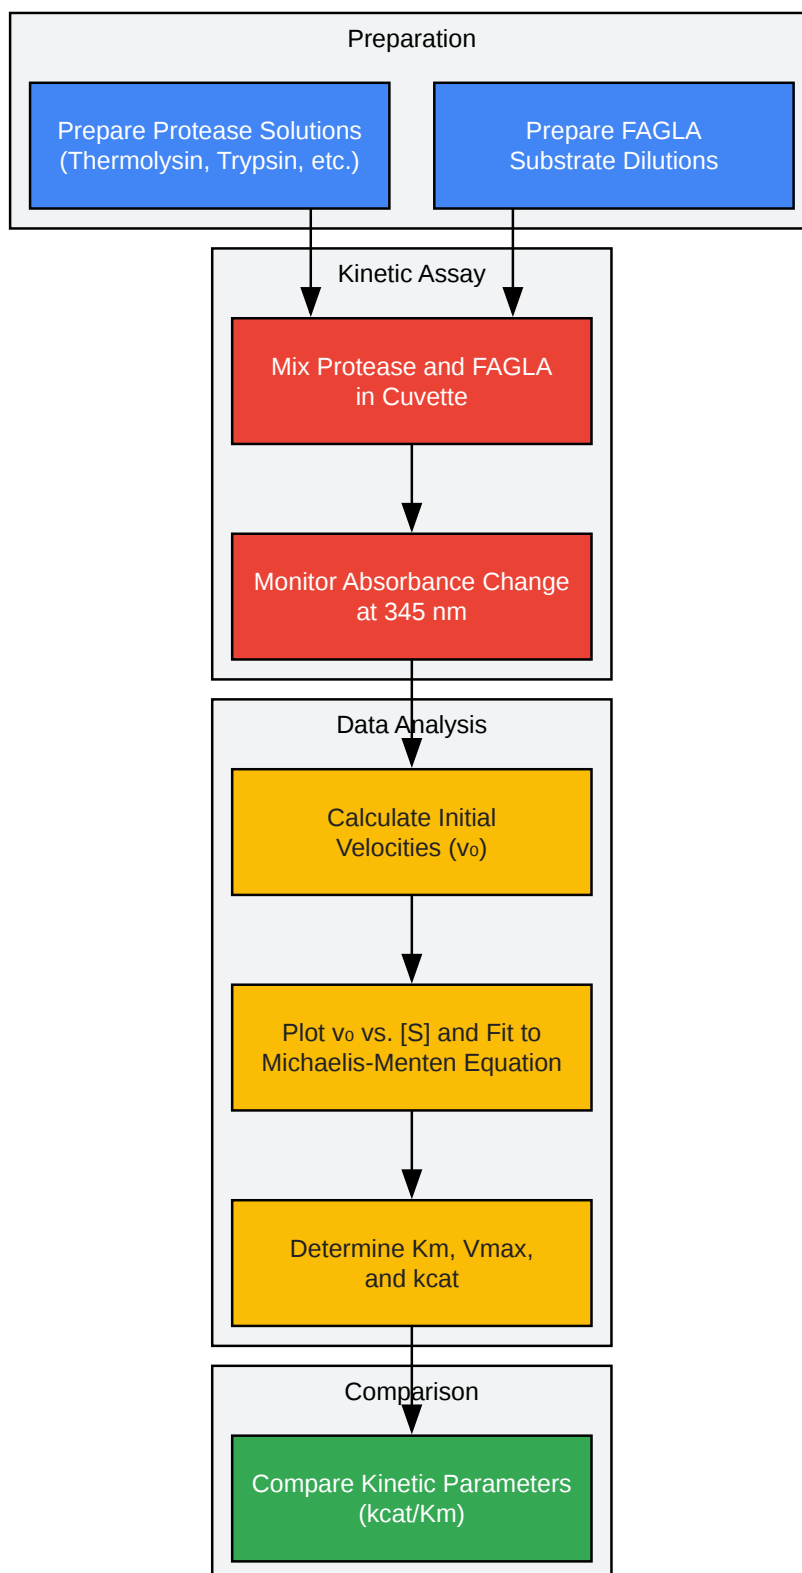 Preparation
Prepare Protease Solutions
(Thermolysin, Trypsin, etc.)
Prepare FAGLA
Substrate Dilutions
Kinetic Assay
Mix Protease and FAGLA
in Cuvette
Monitor Absorbance Change
at 345 nm
Data Analysis
Calculate Initial
Velocities (v₀)
Plot v₀ vs. [S] and Fit to
Michaelis-Menten Equation
Determine Km, Vmax,
and kcat
Comparison
Compare Kinetic Parameters
(kcat/Km)